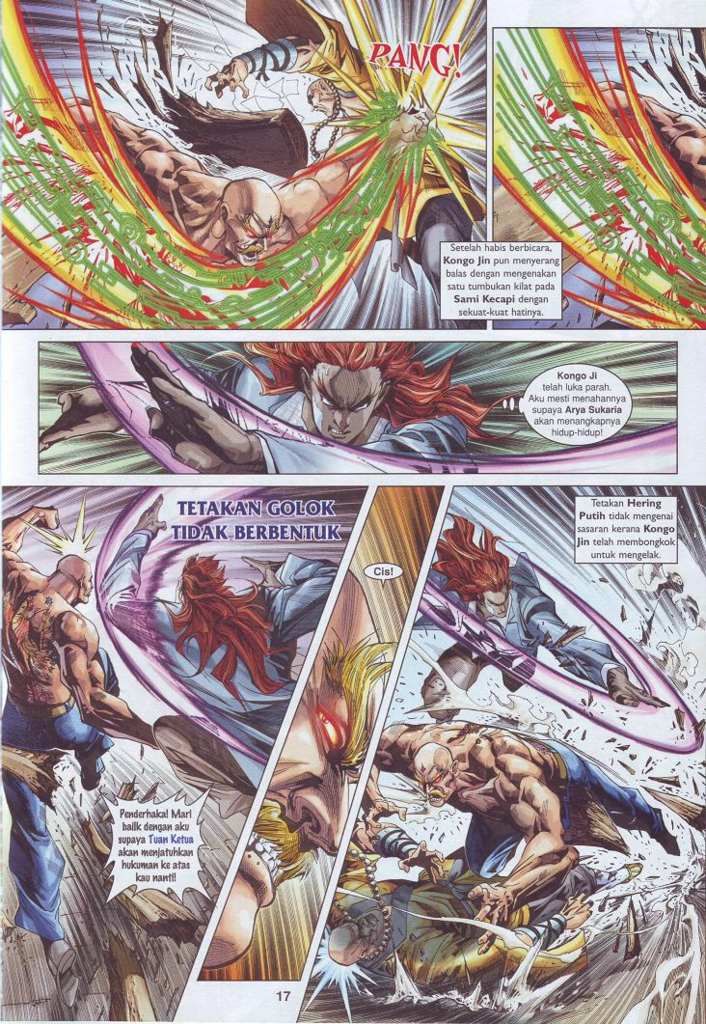 PANG!
Setelah habis berbicara,
Kongo Jin pun menyerang
balas dengan mengenakan
satu tumbukan kilat pada
Sami Kecapi dengan
sekuat-kuat hatinya.
Kongo Ji
telah luka parah.
Aku mesti menahannya
supaya Arya Sukaria
akan menangkapnya
hidup-hidup!
TETAKAN GOLOK
TIDAK BERBENTUK
Penderhaka! Mari
balik dengan aku
supaya Tuan Ketua
akan menjatuhkan
hukuman ke atas
kau nanti!
Cis!
Tetakan Hering
Putih tidak mengenai
sasaran kerana Kongo
Jin telah membongkok
untuk mengelak.
17